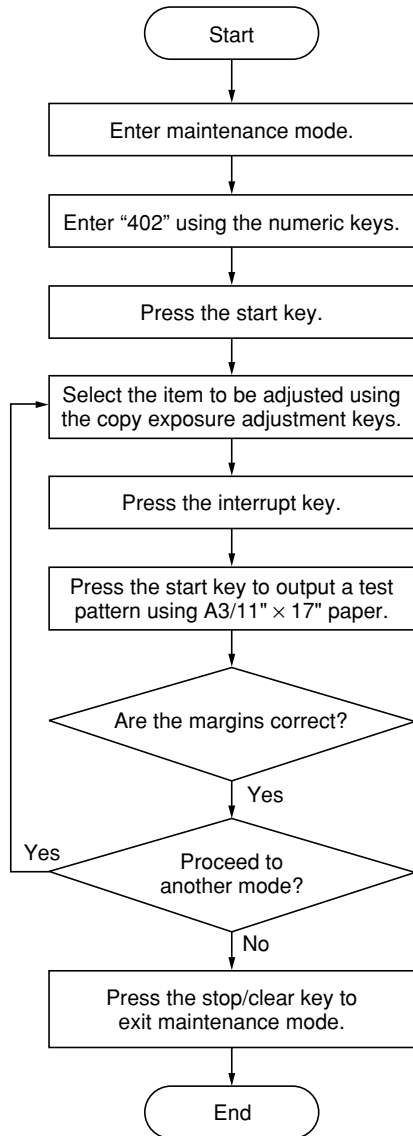 Start
Enter maintenance mode.
Enter “402” using the numeric keys.
Press the start key.
Select the item to be adjusted using
the copy exposure adjustment keys.
Press the interrupt key.
Press the start key to output a test
pattern using A3/11" × 17" paper.
Are the margins correct?
Yes
Yes
Proceed to
another mode?
No
Press the stop/clear key to
exit maintenance mode.
End